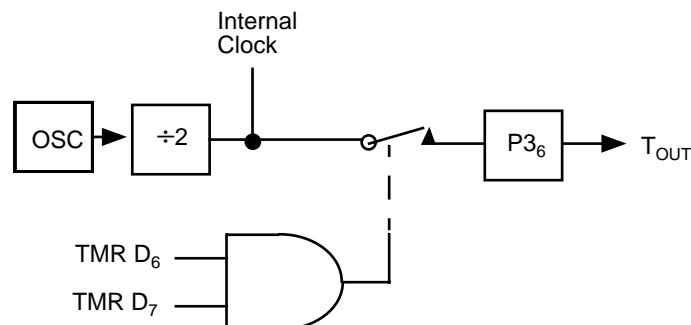 Internal
Clock
OSC
÷2
P3₆
T_OUT
TMR D₆
TMR D₇